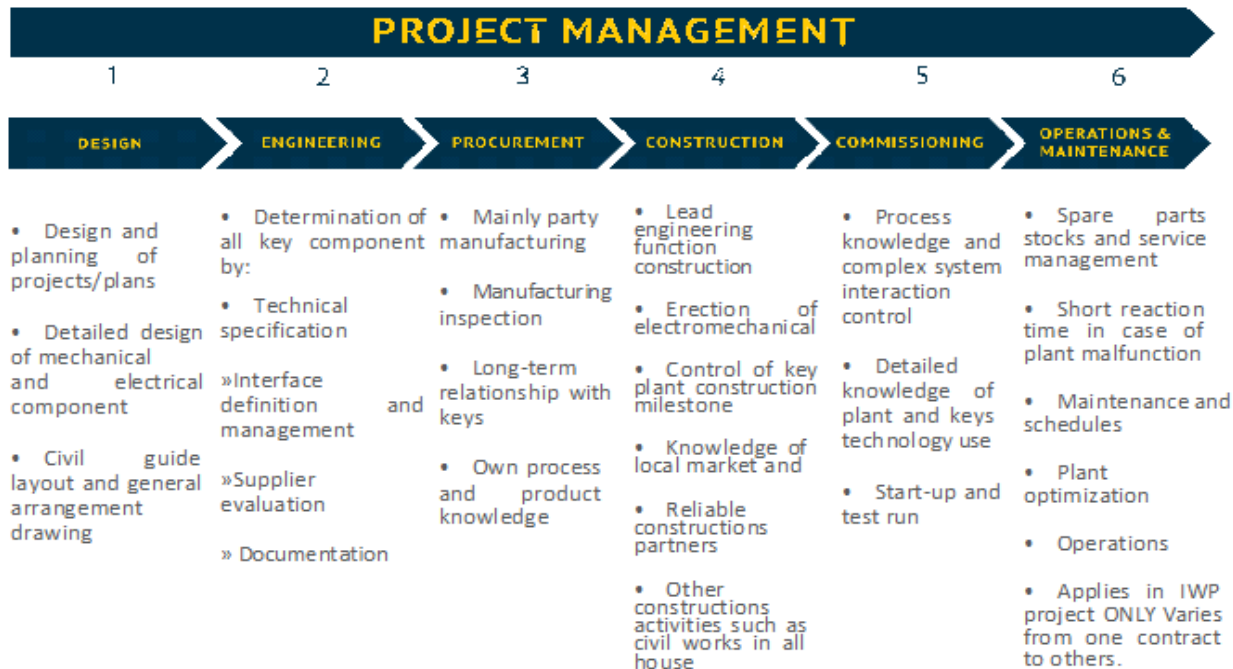 PROJECT MANAGEMENT
1
2
3
4
5
6
DESIGN
ENGINEERING
PROCUREMENT
CONSTRUCTION
COMMISSIONING
OPERATIONS &
MAINTENANCE
• Design and
planning of
projects/plans
• Detailed design
of mechanical
and electrical
component
• Civil guide
layout and general
arrangement
drawing
• Determination of
all key component
by:
• Technical
specification
»Interface
definition and
management
»Supplier
evaluation
» Documentation
• Mainly party
manufacturing
• Manufacturing
inspection
• Long-term
relationship with
keys
• Own process
and product
knowledge
• Lead
engineering
function
construction
• Erection of
electromechanical
• Control of key
plant construction
milestone
• Knowledge of
local market and
• Reliable
constructions
partners
• Other
constructions
activities such as
civil works in all
house
• Process
knowledge and
complex system
interaction
control
• Detailed
knowledge of
plant and keys
technology use
• Start-up and
test run
• Spare parts
stocks and service
management
• Short reaction
time in case of
plant malfunction
• Maintenance and
schedules
• Plant
optimization
• Operations
• Applies in IWP
project ONLY Varies
from one contract
to others.